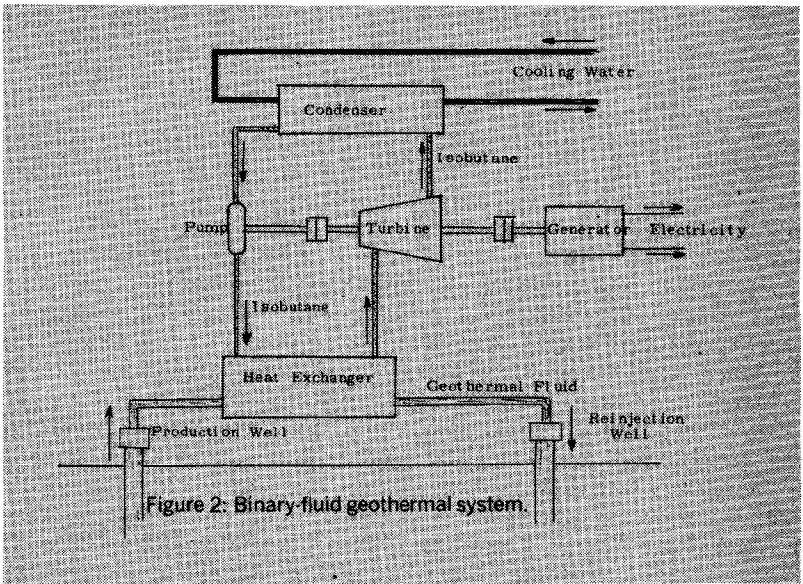 Cooling Water
Condenser
Isobutane
Pump
Turbine
Generator
Electricity
Isobutane
Heat Exchanger
Geothermal Fluid
Production Well
Reinjection
Well
Figure 2: Binary-fluid geothermal system.